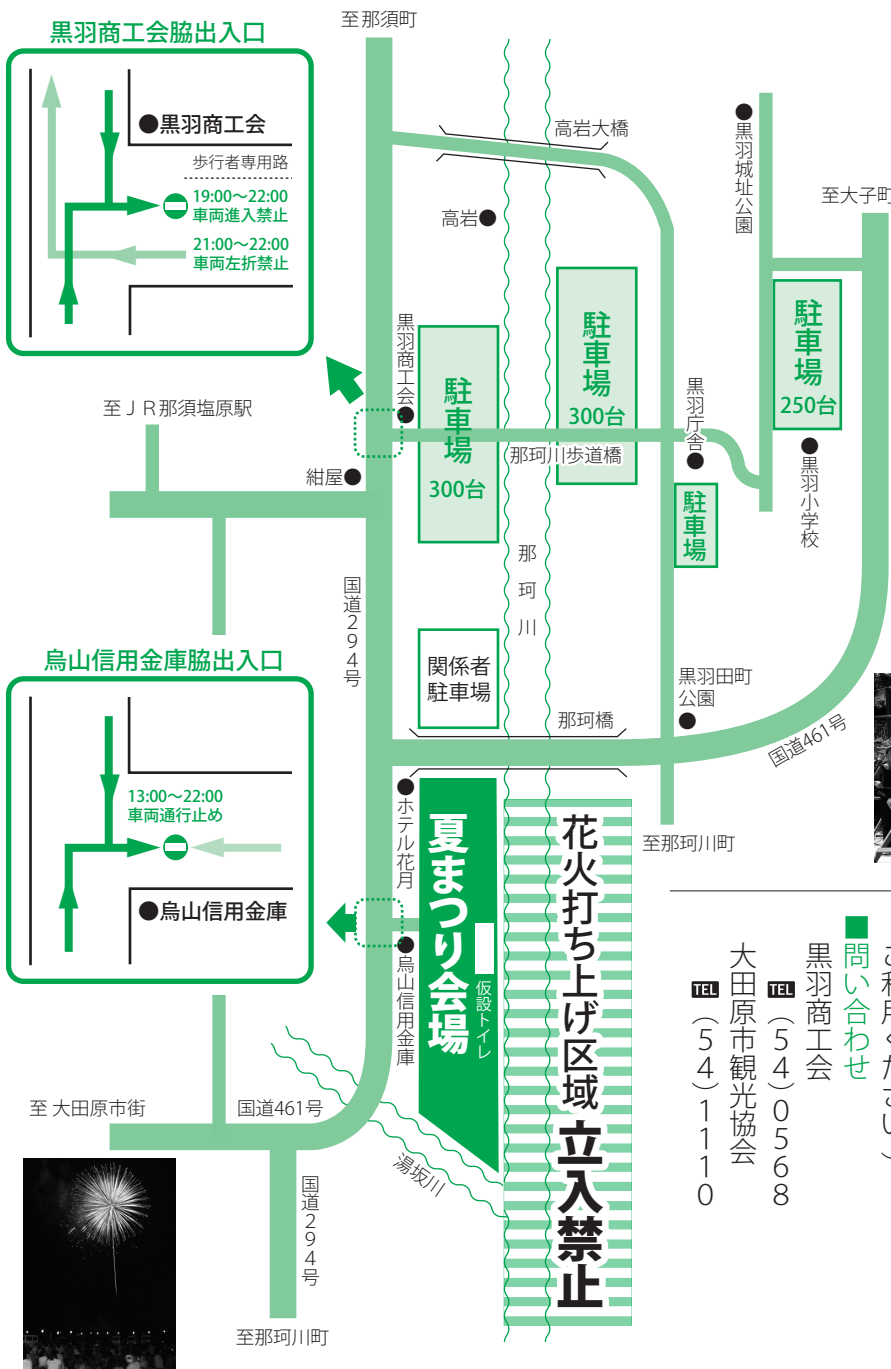 至那須町
黒羽商工会脇出入口
●黒羽商工会
歩行者専用路
19:00～22:00
車両進入禁止
21:00～22:00
車両左折禁止
高岩大橋
●黒羽城址公園
至大子町
高岩●
黒羽商工会●
駐車場
300台
駐車場
300台
駐車場
250台
至ＪＲ那須塩原駅
那珂川歩道橋
黒羽庁舎●
紺屋●
●黒羽小学校
駐車場
那珂川
国道294号
烏山信用金庫脇出入口
13:00～22:00
車両通行止め
●烏山信用金庫
関係者
駐車場
黒羽田町
公園
●
那珂橋
国道461号
●ホテル花月
夏まつり会場
仮設トイレ
花火打ち上げ区域 立入禁止
至那珂川町
●烏山信用金庫
至 大田原市街
国道461号
湯坂川
国道294号
至那珂川町
ご利用ください。）
■問い合わせ
黒羽商工会
TEL（54）0568
大田原市観光協会
TEL（54）1110